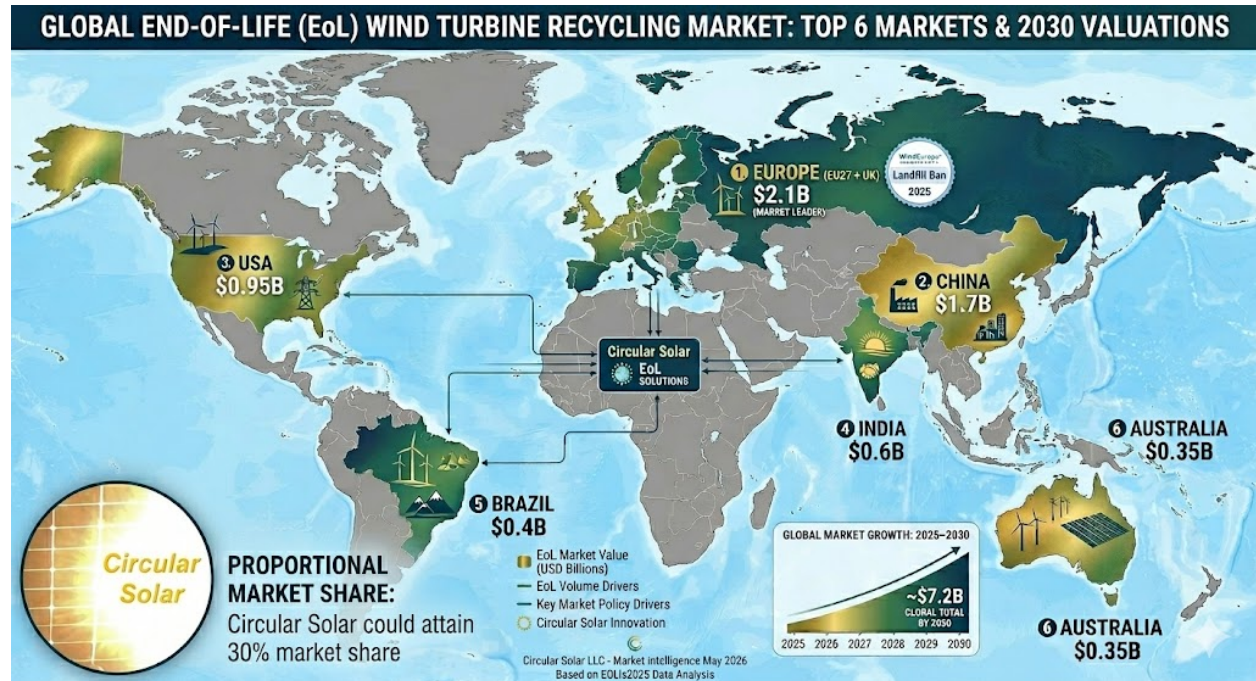 GLOBAL END-OF-LIFE (EoL) WIND TURBINE RECYCLING MARKET: TOP 6 MARKETS & 2030 VALUATIONS
1. EUROPE (EU27 + UK)
$2.1B
(MARRET LEADER)
WindEurope
Landfill Ban
2025
3 USA
$0.95B
2 CHINA
$1.7B
Circular Solar
EoL
SOLUTIONS
4 INDIA
$0.6B
6 AUSTRALIA
$0.35B
5 BRAZIL
$0.4B
Circular
Solar
PROPORTIONAL
MARKET SHARE:
Circular Solar could attain
30% market share
EoL Market Value
(USD Billions)
EoL Volume Drivers
Key Market Policy Drivers
Circular Solar Innovation
Circular Solar LLC - Market intelligence May 2026
Based on EOLIs2025 Data Analysis
GLOBAL MARKET GROWTH: 2025–2030
~$7.2B
CLORAL TOTAL
BY 2050
2025 2026 2027 2028 2029 2090
6 AUSTRALIA
$0.35B